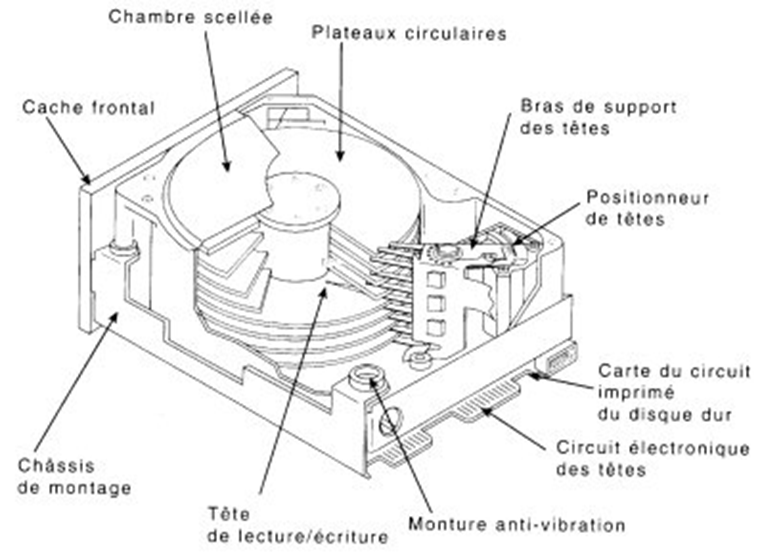 Chambre scellée
Plateaux circulaires
Cache frontal
Bras de support
des têtes
Positionneur
de têtes
Carte du circuit
imprimé
du disque dur
Circuit électronique
des têtes
Châssis
de montage
Tête
de lecture/écriture
Monture anti-vibration